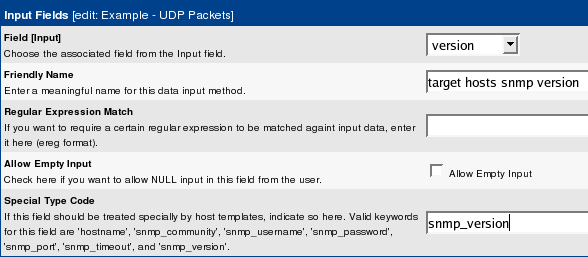 Input Fields [edit: Example - UDP Packets]
Field [Input]
Choose the associated field from the Input field.
version
Friendly Name
Enter a meaningful name for this data input method.
target hosts snmp version
Regular Expression Match
If you want to require a certain regular expression to be matched againt input data, enter
it here (ereg format).
Allow Empty Input
Check here if you want to allow NULL input in this field from the user.
Allow Empty Input
Special Type Code
If this field should be treated specially by host templates, indicate so here. Valid keywords
for this field are 'hostname', 'snmp_community', 'snmp_username', 'snmp_password',
'snmp_port', 'snmp_timeout', and 'snmp_version'.
snmp_version